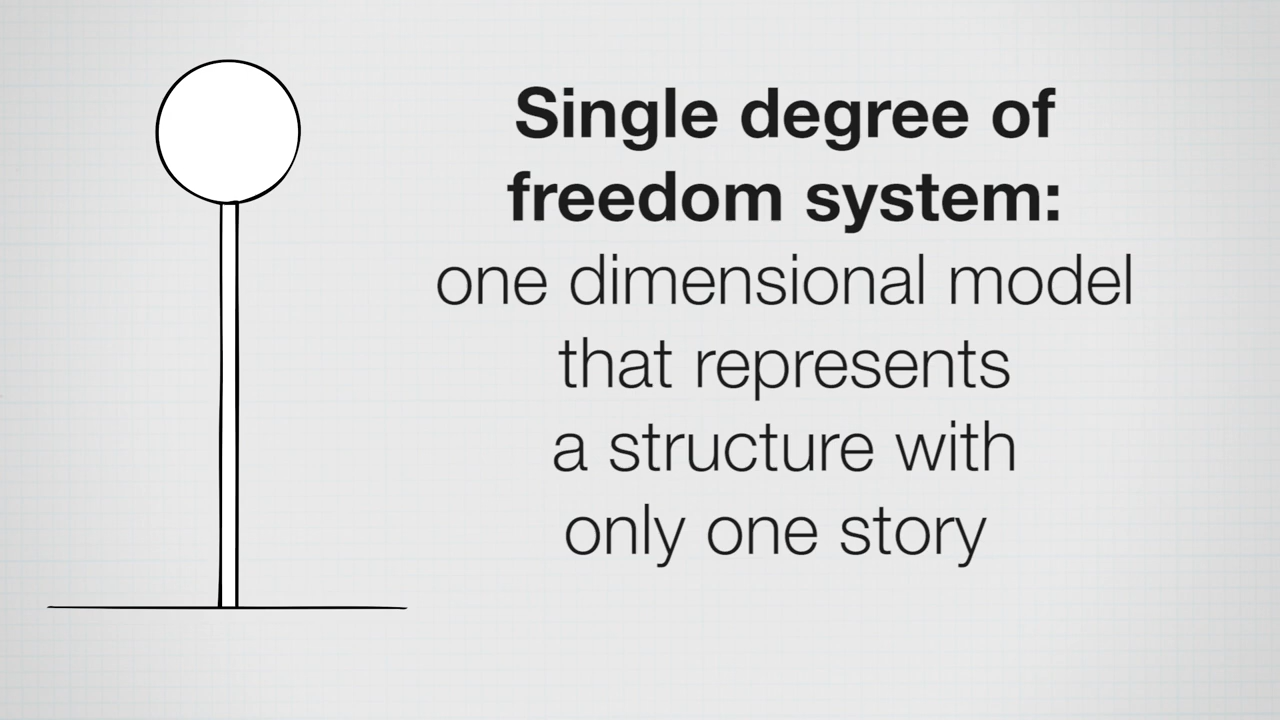 Single degree of
freedom system:
one dimensional model
that represents
a structure with
only one story